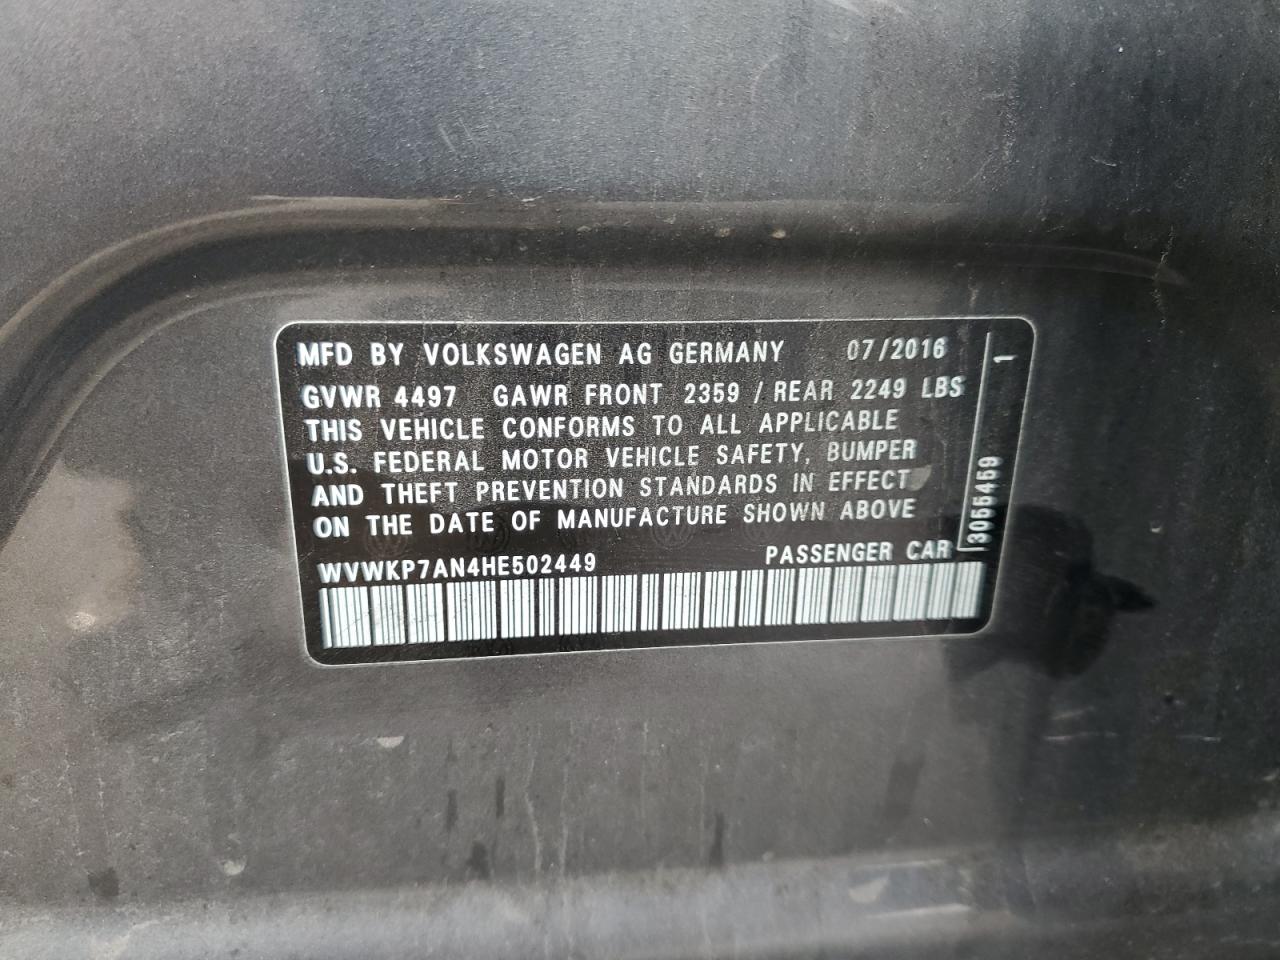 MFD BY VOLKSWAGEN AG GERMANY 07/2016
GVWR 4497 GAWR FRONT 2359 / REAR 2249 LBS
THIS VEHICLE CONFORMS TO ALL APPLICABLE
U.S. FEDERAL MOTOR VEHICLE SAFETY, BUMPER
AND THEFT PREVENTION STANDARDS IN EFFECT
ON THE DATE OF MANUFACTURE SHOWN ABOVE
WVWKP7AN4HE502449 PASSENGER CAR
3055459 1